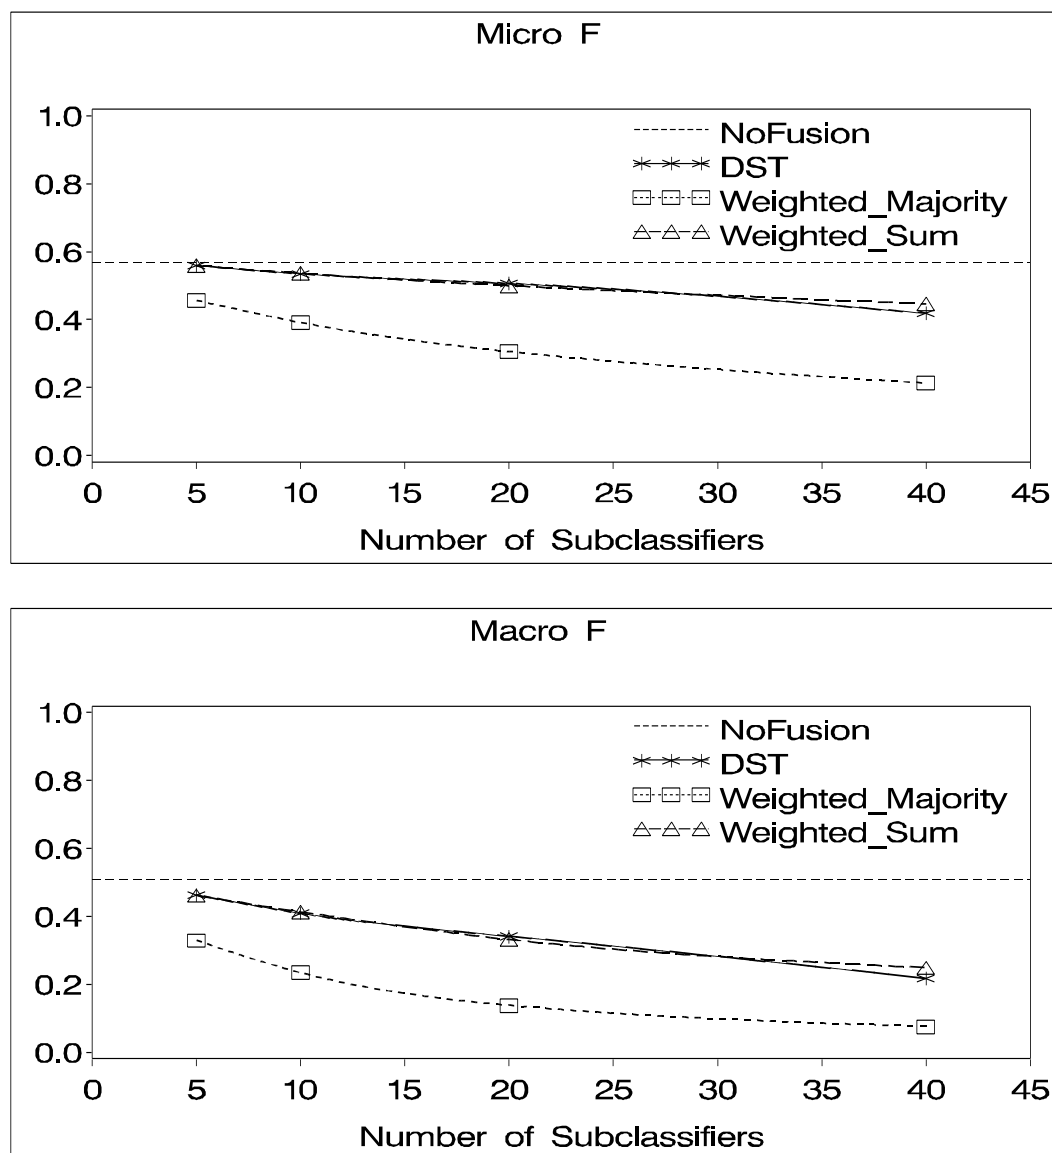 Micro F
1.0
0.8
0.6
0.4
0.2
0.0
NoFusion
DST
Weighted_Majority
Weighted_Sum
0 5 10 15 20 25 30 35 40 45
Number of Subclassifiers
Macro F
1.0
0.8
0.6
0.4
0.2
0.0
NoFusion
DST
Weighted_Majority
Weighted_Sum
0 5 10 15 20 25 30 35 40 45
Number of Subclassifiers